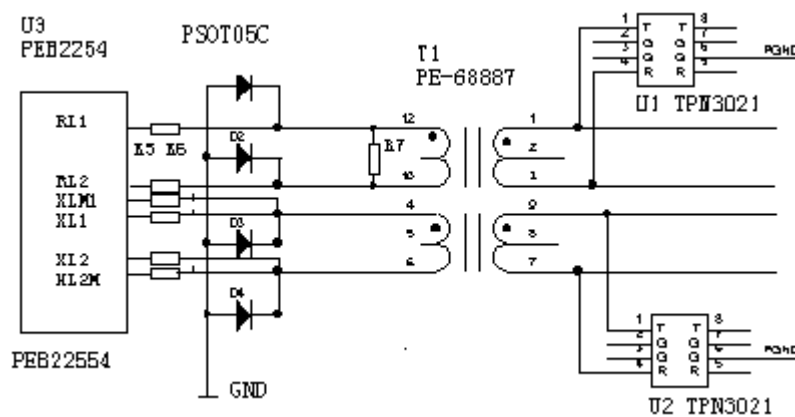 U3
PEB2254
PSOT05C
T1
PE-68887
1 T 8
2 G 7
3 G 6
4 R 5
PGND
U1 TPN3021
RL1
R5 R6
D2
R7
12
10
1
2
RL2
XLM1
XL1
XL2
D3
D4
4
5
6
9
8
7
PEB22554
GND
1 T 8
2 G 7
3 G 6
4 R 5
PGND
U2 TPN3021